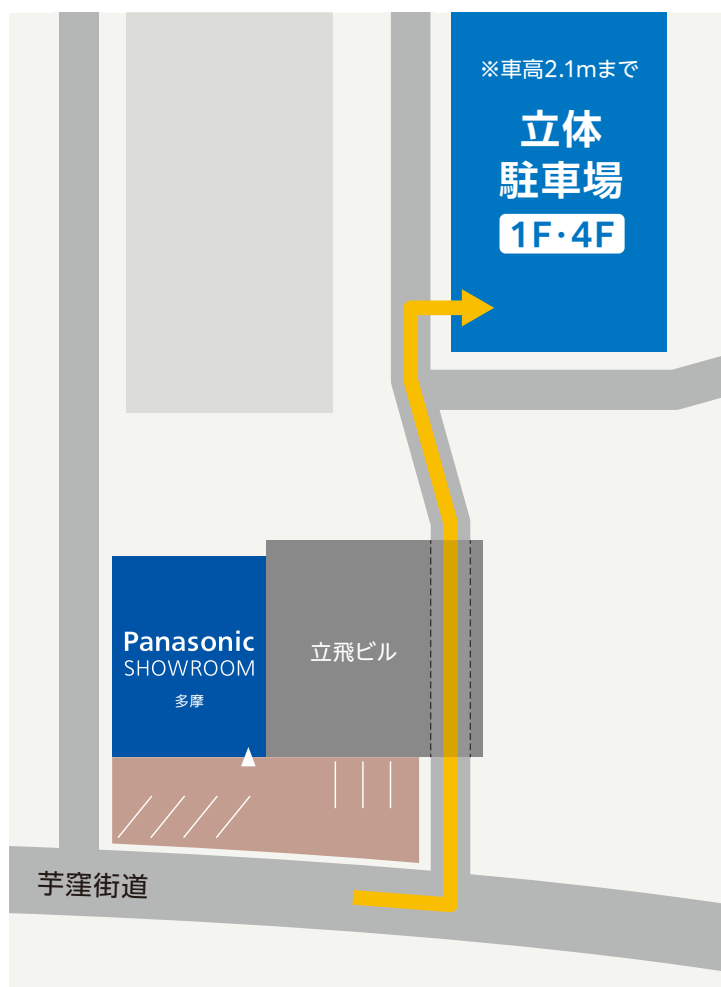 ※車高2.1mまで
立体
駐車場
1F・4F
Panasonic
SHOWROOM
多摩
立飛ビル
芋窪街道